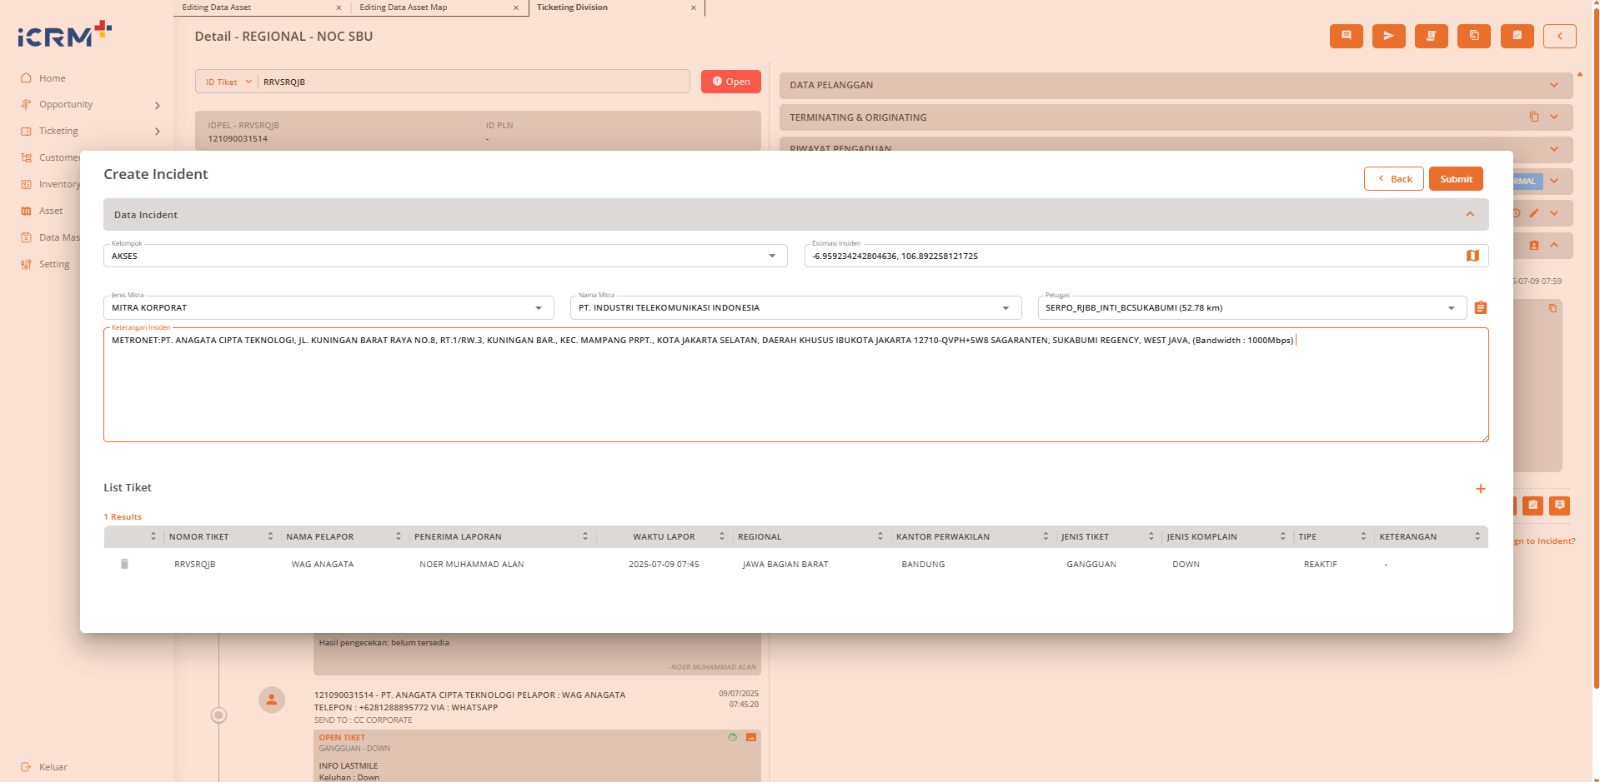 Editing Data Asset
Editing Data Asset Map
Ticketing Division
iCRM
Detail - REGIONAL - NOC SBU
Home
Opportunity
Ticketing
Customer
Inventory
Asset
Data Mas
Setting
Keluar
ID Tiket
RRVSRQJB
Open
IDPEL - RRVSRQJB
ID PLN
121090031514
-
DATA PELANGGAN
TERMINATING & ORIGINATING
RIWAYAT PENGADUAN
RMAL
5-07-09 07:59
gn to Incident?
Create Incident
Back
Submit
Data Incident
Kelompok
AKSES
Estimasi Insiden
-6.959234242804636, 106.892258121725
Jenis Mitra
MITRA KORPORAT
Nama Mitra
PT. INDUSTRI TELEKOMUNIKASI INDONESIA
Petugas
SERPO_RJBB_INTI_BCSUKABUMI (52.78 km)
Keterangan Insiden
METRONET:PT. ANAGATA CIPTA TEKNOLOGI, JL. KUNINGAN BARAT RAYA NO.8, RT.1/RW.3, KUNINGAN BAR., KEC. MAMPANG PRPT., KOTA JAKARTA SELATAN, DAERAH KHUSUS IBUKOTA JAKARTA 12710-QVPH+5W8 SAGARANTEN, SUKABUMI REGENCY, WEST JAVA, (Bandwidth : 1000Mbps)
List Tiket
1 Results
NOMOR TIKET NAMA PELAPOR PENERIMA LAPORAN WAKTU LAPOR REGIONAL KANTOR PERWAKILAN JENIS TIKET JENIS KOMPLAIN TIPE KETERANGAN
RRVSRQJB WAG ANAGATA NOER MUHAMMAD ALAN 2025-07-09 07:45 JAWA BAGIAN BARAT BANDUNG GANGGUAN DOWN REAKTIF -
Hasil pengecekan: belum tersedia
- NOER MUHAMMAD ALAN
121090031514 - PT. ANAGATA CIPTA TEKNOLOGI PELAPOR : WAG ANAGATA
TELEPON : +6281288895772 VIA : WHATSAPP
SEND TO : CC CORPORATE
09/07/2025
07:45:20
OPEN TIKET
GANGGUAN - DOWN
INFO LASTMILE
Keluhan : Down